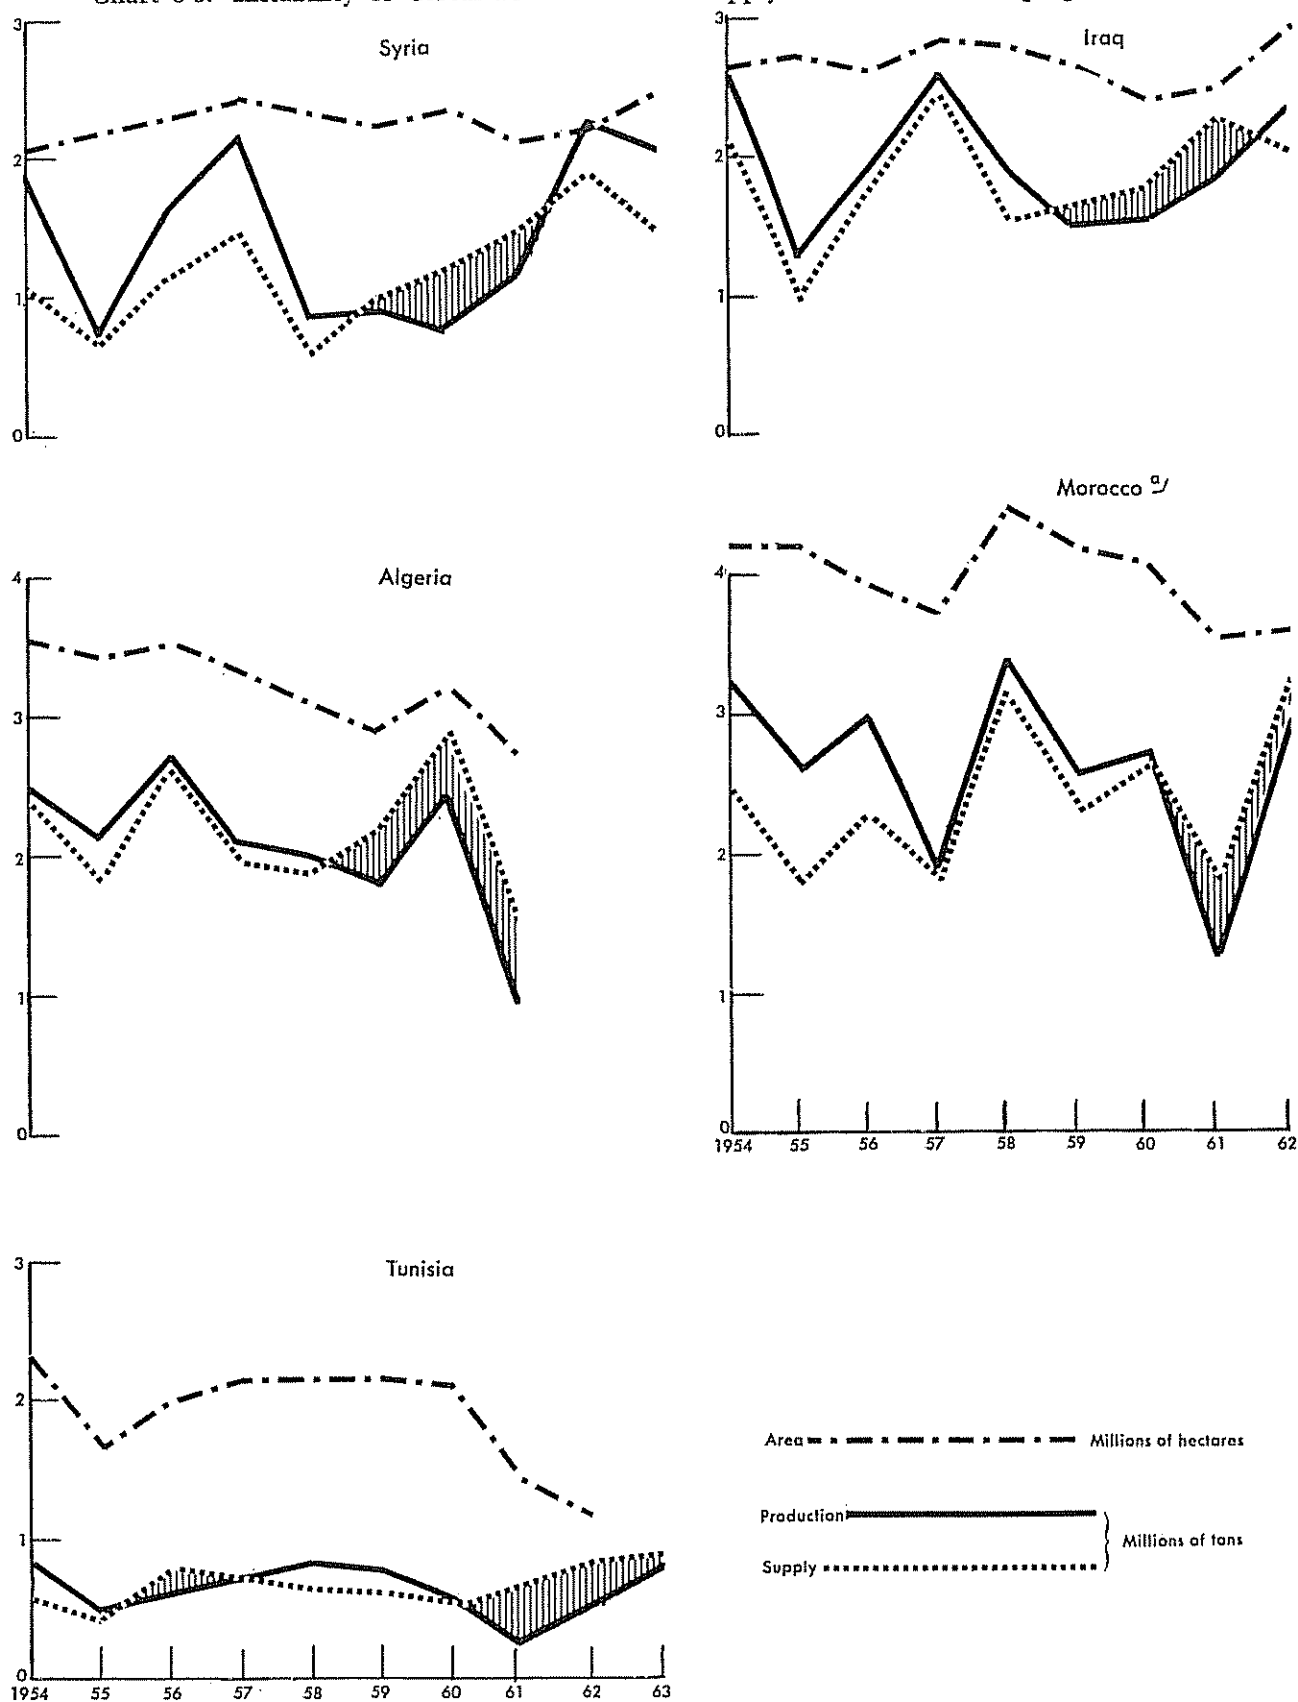 3
Syria
2
1
0
3
Iraq
2
1
0
4
Algeria
3
2
1
0
Morocco a/
4
3
2
1
0
1954 55 56 57 58 59 60 61 62
3
Tunisia
2
1
0
1954 55 56 57 58 59 60 61 62 63
Area Millions of hectares
Production
Supply
Millions of tons